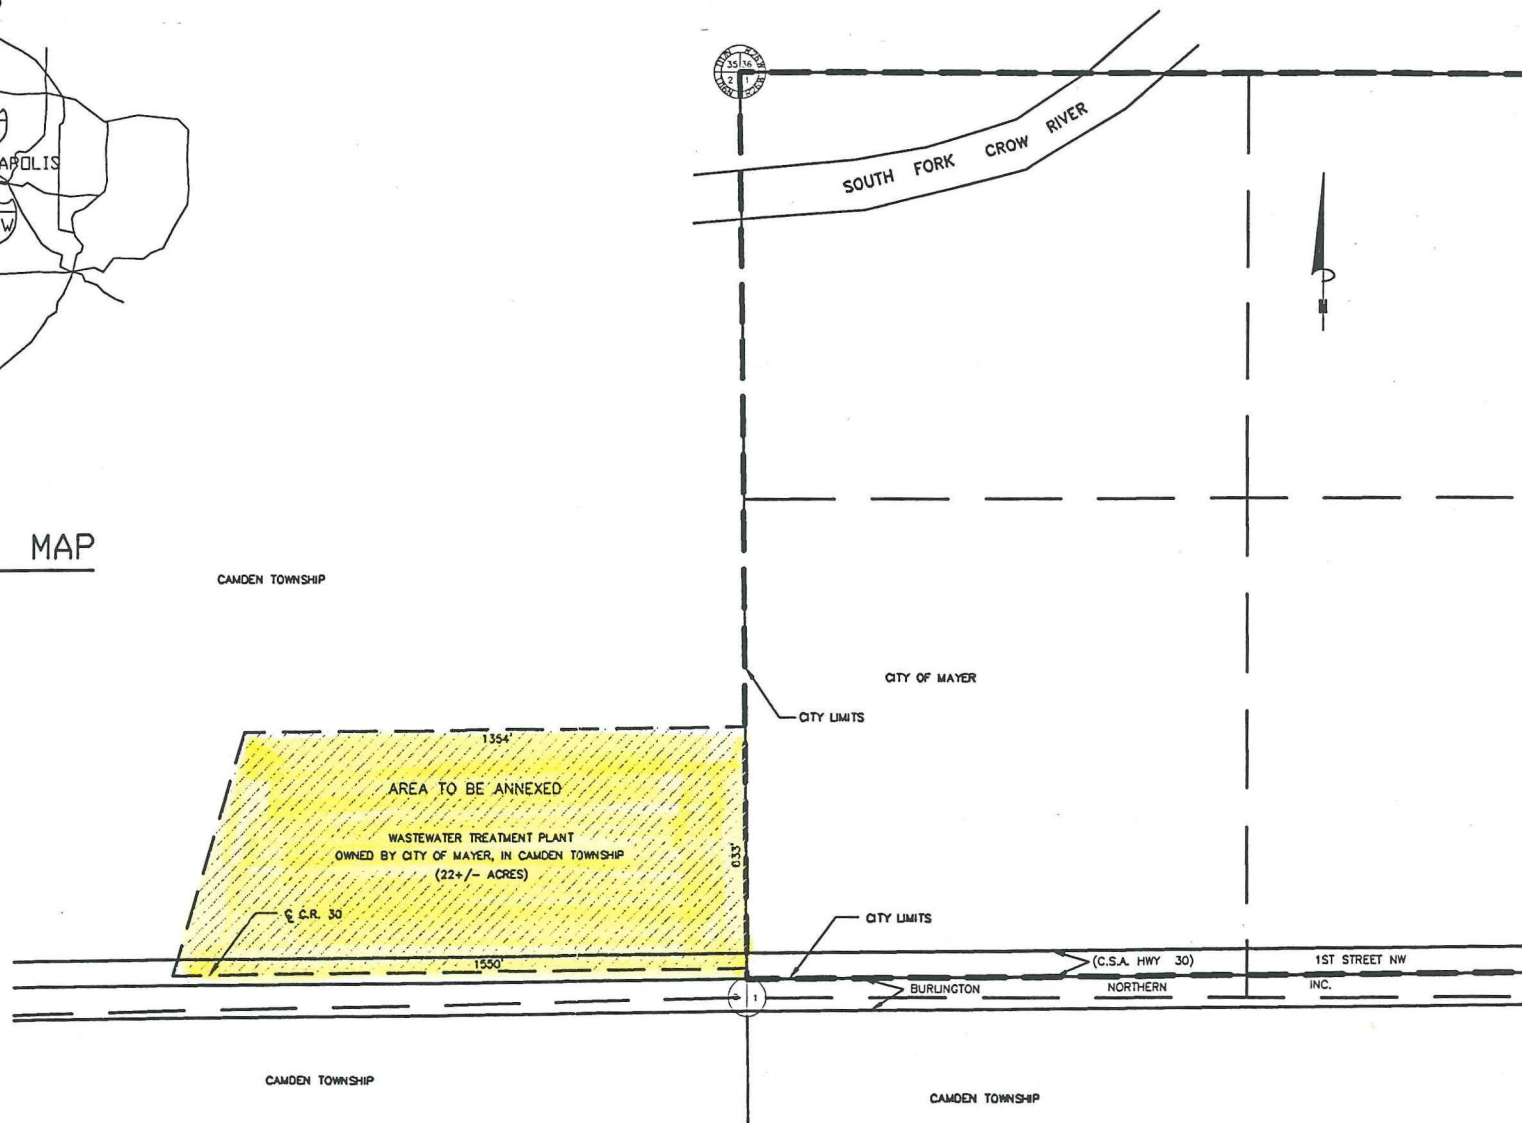 35 36
2 1
APOLIS
W
SOUTH FORK CROW RIVER
MAP
CAMDEN TOWNSHIP
CITY OF MAYER
CITY LIMITS
1354'
AREA TO BE ANNEXED
WASTEWATER TREATMENT PLANT
OWNED BY CITY OF MAYER, IN CAMDEN TOWNSHIP
(22+/- ACRES)
633'
℄ C.R. 30
CITY LIMITS
1550'
(C.S.A. HWY 30)
1ST STREET NW
BURLINGTON NORTHERN INC.
2 1
CAMDEN TOWNSHIP
CAMDEN TOWNSHIP